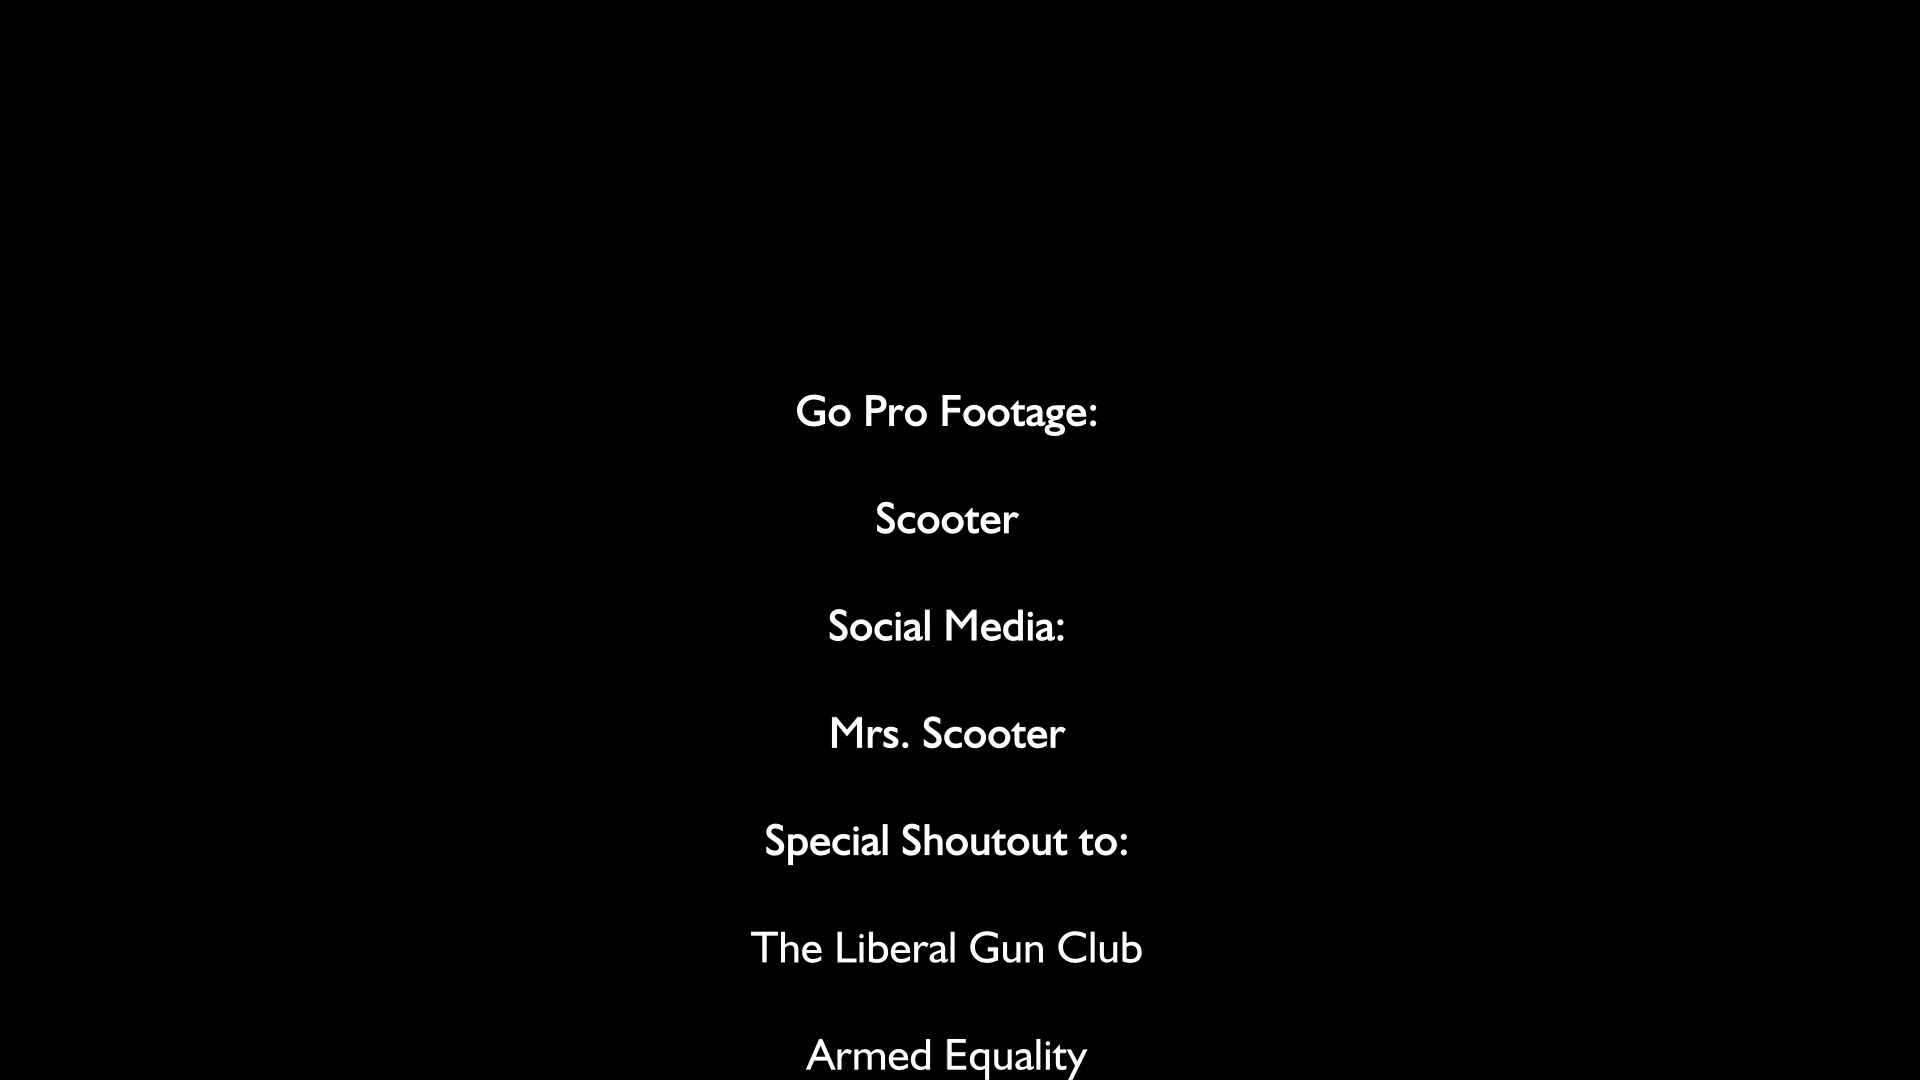 Go Pro Footage:
Scooter
Social Media:
Mrs. Scooter
Special Shoutout to:
The Liberal Gun Club
Armed Equality